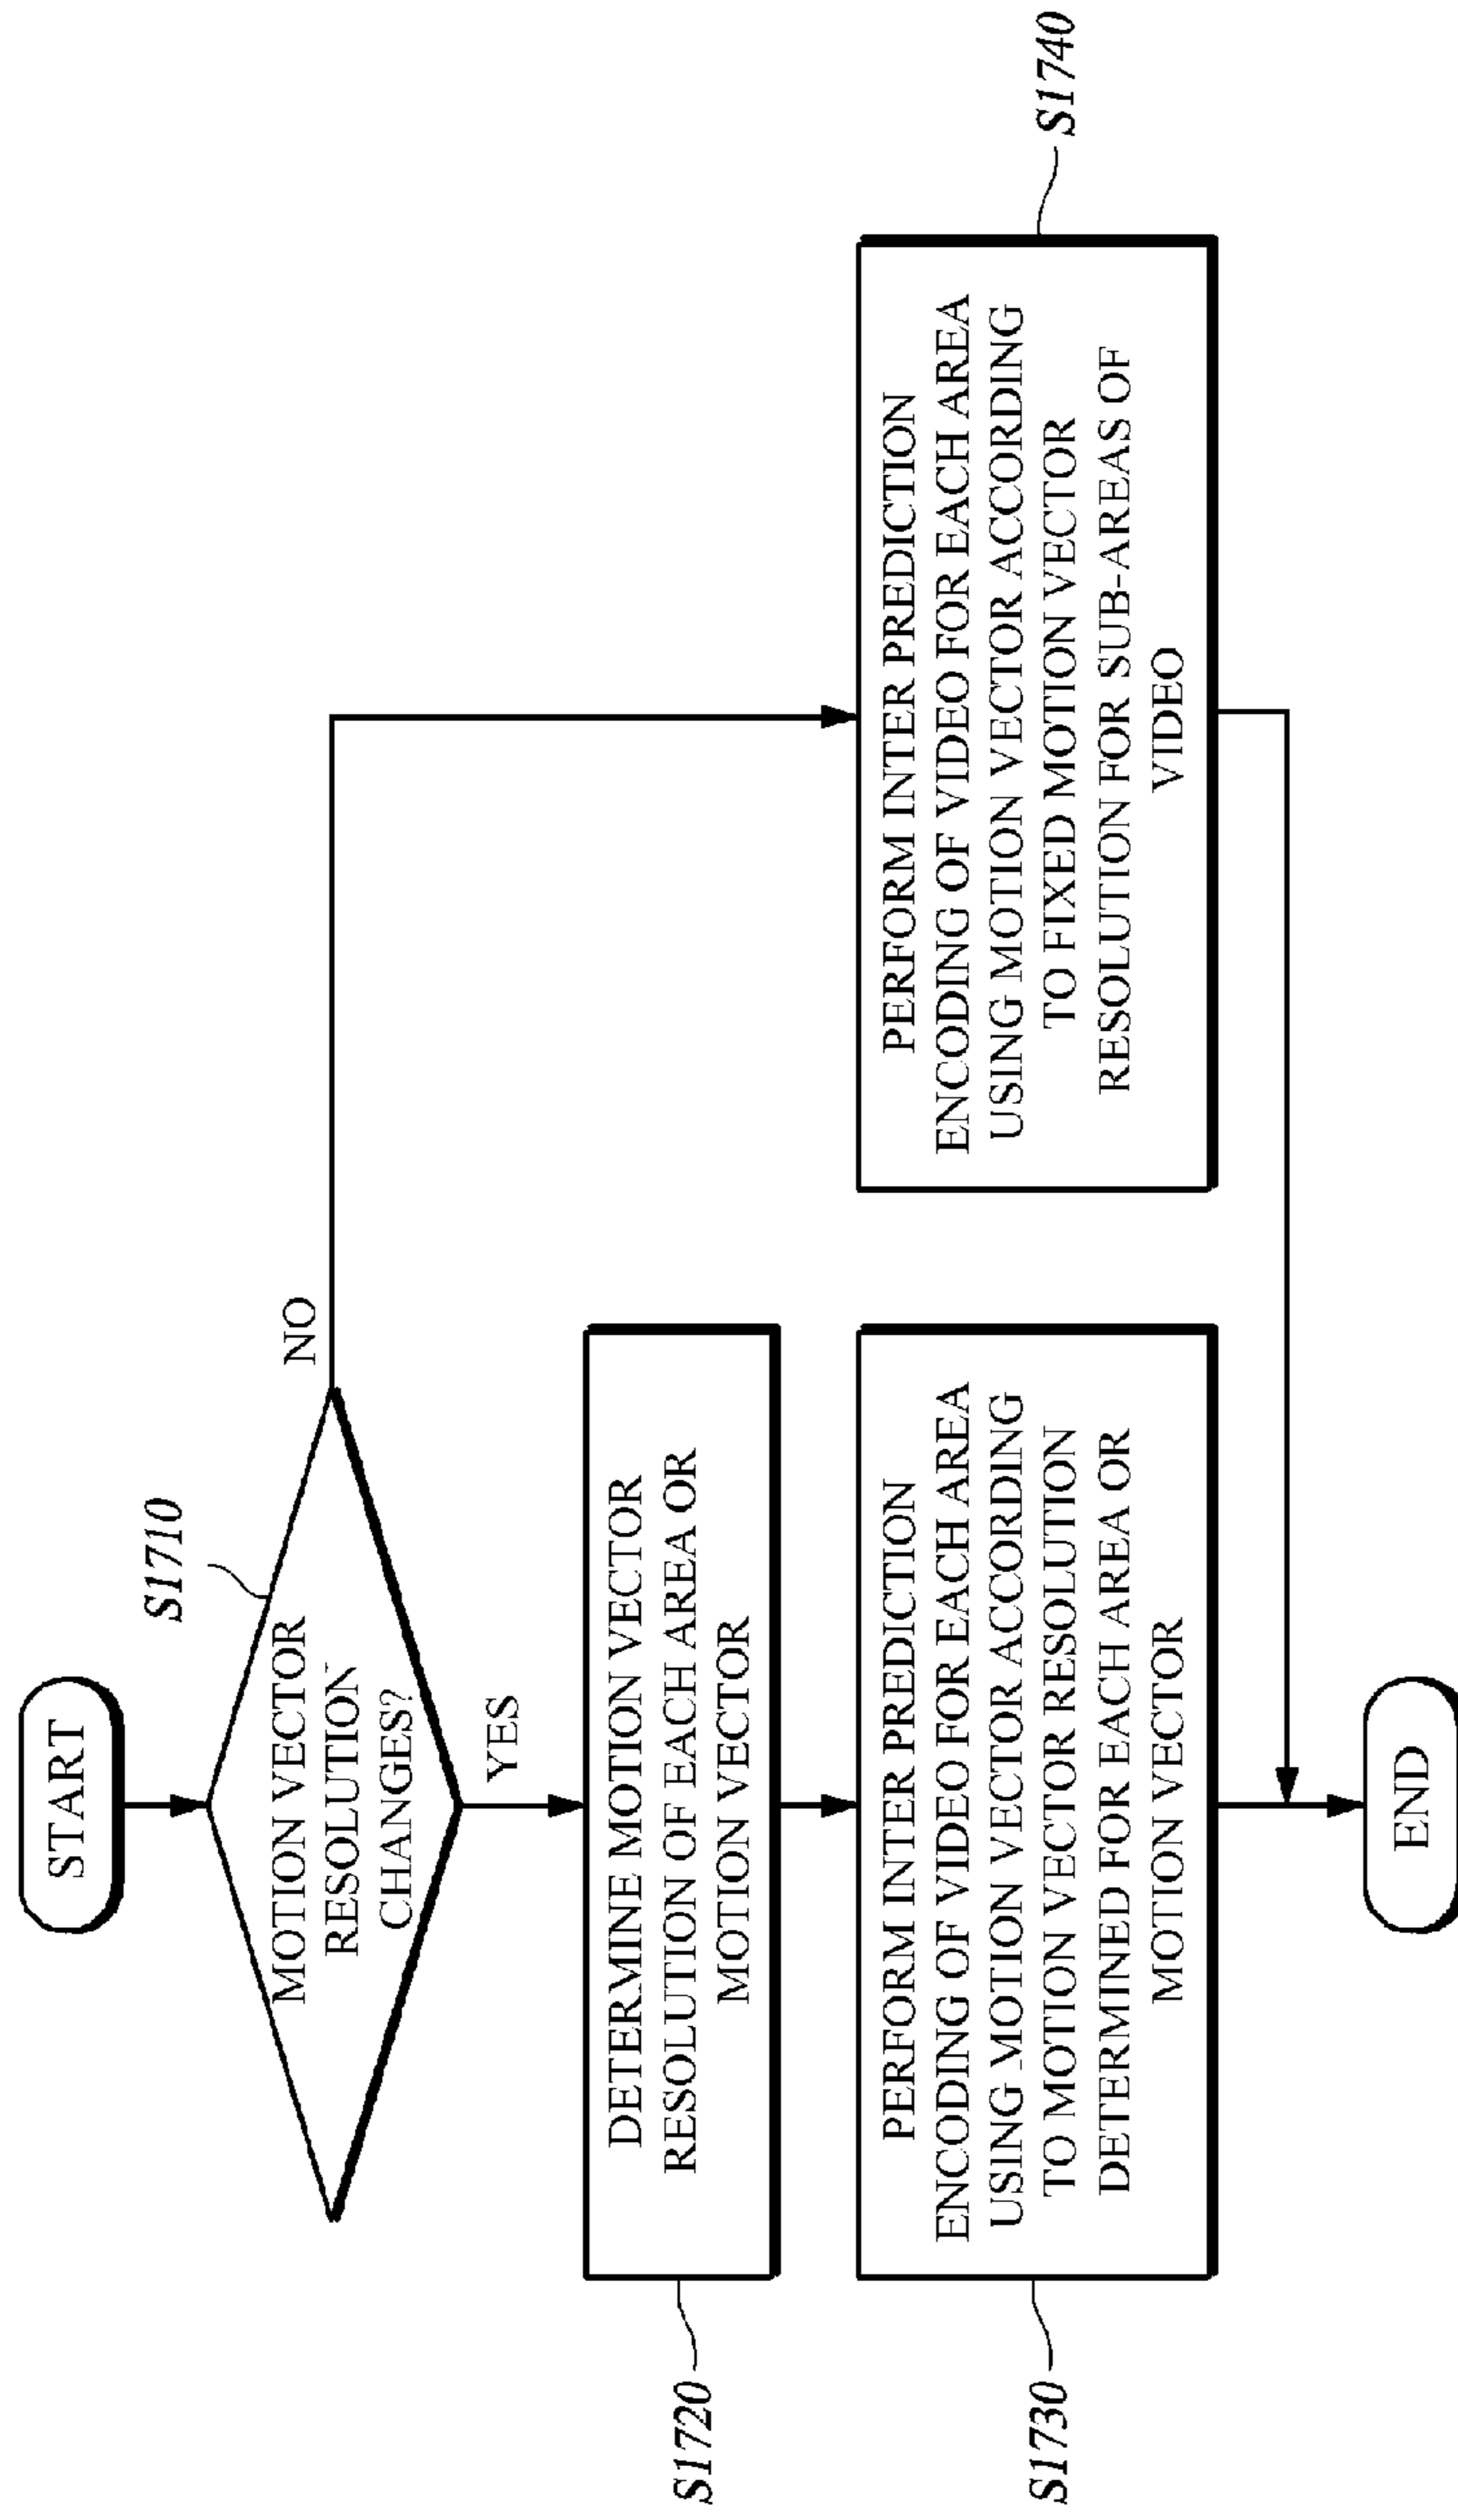 START
S1710
MOTION VECTOR
RESOLUTION
CHANGES?
NO
YES
S1720
DETERMINE MOTION VECTOR
RESOLUTION OF EACH AREA OR
MOTION VECTOR
S1730
PERFORM INTER PREDICTION
ENCODING OF VIDEO FOR EACH AREA
USING MOTION VECTOR ACCORDING
TO MOTION VECTOR RESOLUTION
DETERMINED FOR EACH AREA OR
MOTION VECTOR
PERFORM INTER PREDICTION
ENCODING OF VIDEO FOR EACH AREA
USING MOTION VECTOR ACCORDING
TO FIXED MOTION VECTOR
RESOLUTION FOR SUB-AREAS OF
VIDEO
S1740
END